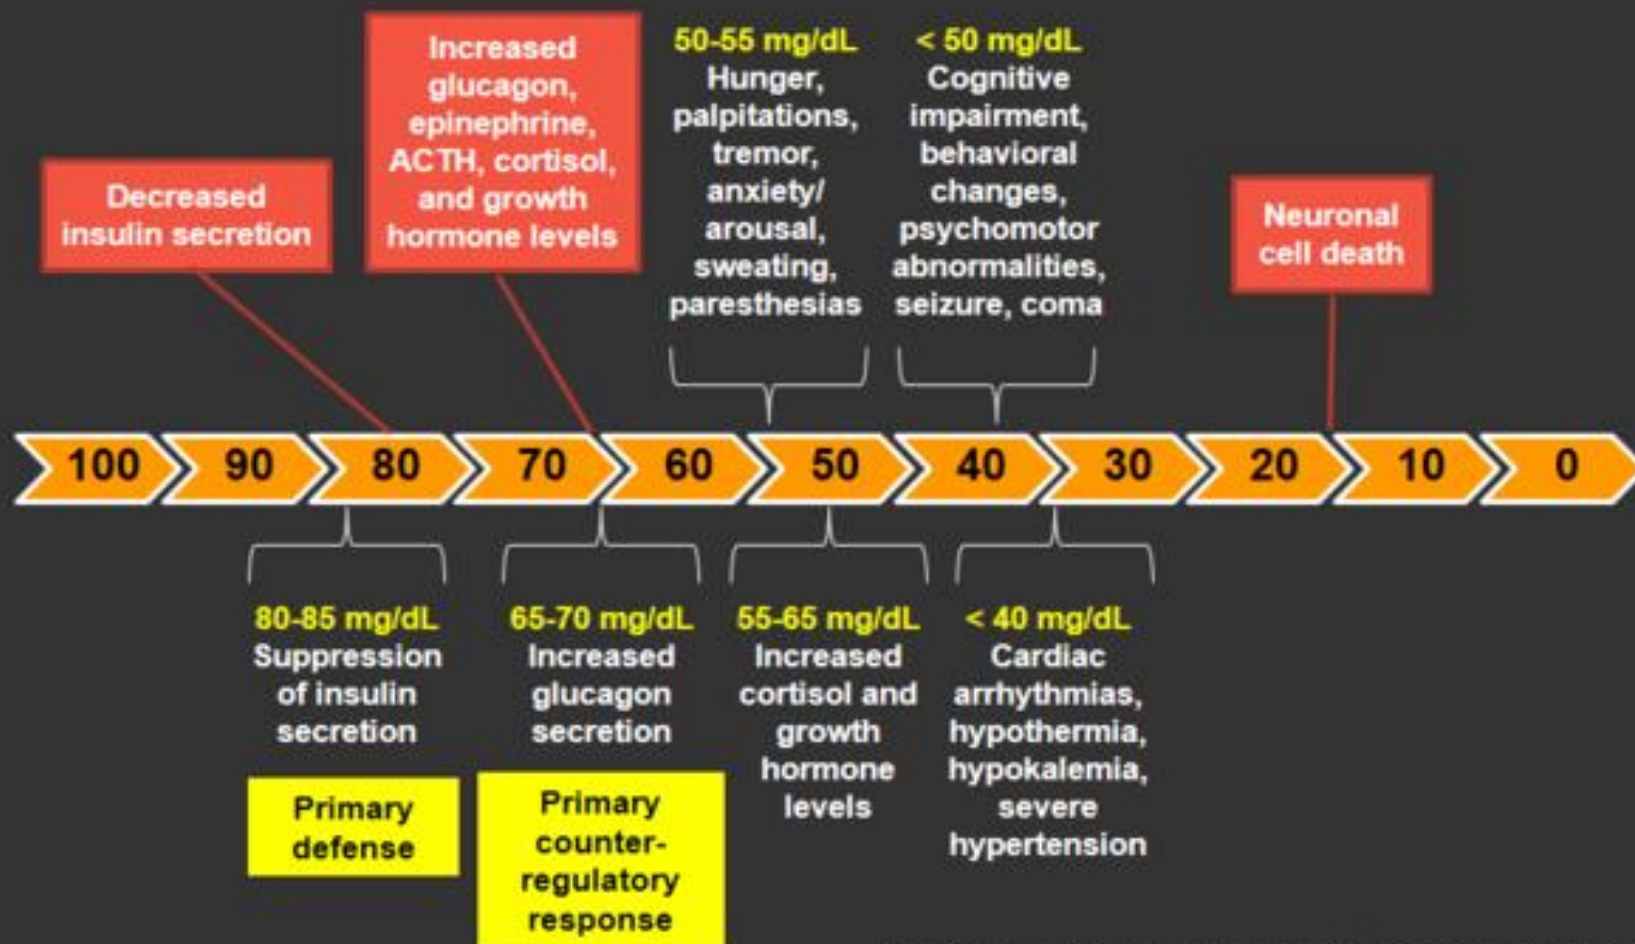 Decreased
insulin secretion
Increased
glucagon,
epinephrine,
ACTH, cortisol,
and growth
hormone levels
50-55 mg/dL
Hunger,
palpitations,
tremor,
anxiety/
arousal,
sweating,
paresthesias
< 50 mg/dL
Cognitive
impairment,
behavioral
changes,
psychomotor
abnormalities,
seizure, coma
Neuronal
cell death
100 90 80 70 60 50 40 30 20 10 0
80-85 mg/dL
Suppression
of insulin
secretion
Primary
defense
65-70 mg/dL
Increased
glucagon
secretion
Primary
counter-
regulatory
response
55-65 mg/dL
Increased
cortisol and
growth
hormone
levels
< 40 mg/dL
Cardiac
arrhythmias,
hypothermia,
hypokalemia,
severe
hypertension